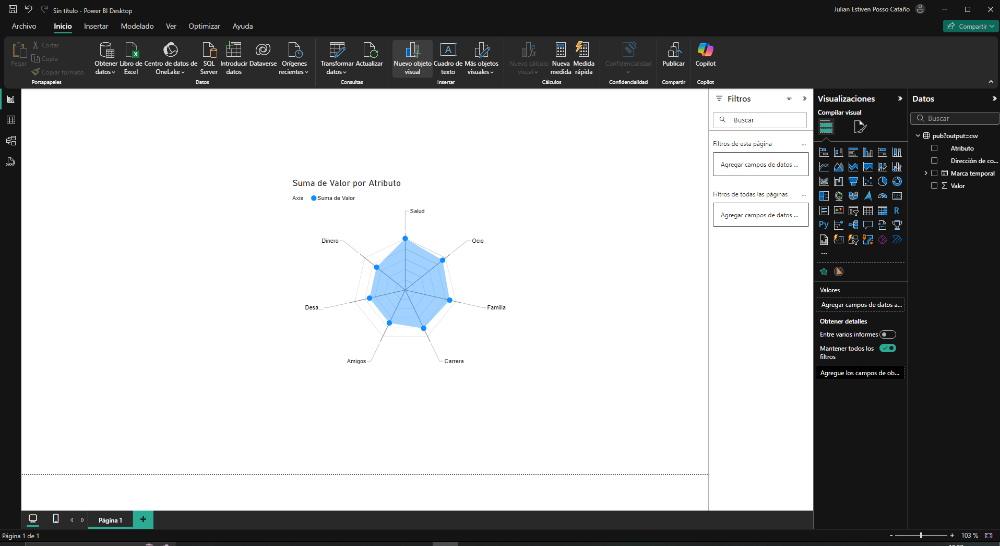 Sin título - Power BI Desktop
Julian Estiven Posso Cataño
Archivo
Inicio
Insertar
Modelado
Ver
Optimizar
Ayuda
Compartir
Pegar
Cortar
Copia
Copiar formato
Portapapeles
Obtener datos
Libro de Excel
Centro de datos de OneLake
SQL Server
Introducir datos
Dataverse
Orígenes recientes
Datos
Transformar datos
Actualizar
Consultas
Nuevo objeto visual
Cuadro de texto
Más objetos visuales
Insertar
Nuevo cálculo visual
Nueva medida
Medida rápida
Cálculos
Confidencialidad
Confidencialidad
Publicar
Compartir
Copilot
Copilot
DAX
Suma de Valor por Atributo
Axis
Suma de Valor
Salud
Ocio
Familia
Carrera
Amigos
Desa...
Dinero
Filtros
Buscar
Filtros de esta página
...
Agregar campos de datos ...
Filtros de todas las páginas
...
Agregar campos de datos ...
Visualizaciones
Compilar visual
123
R
Py
123
...
Valores
Agregar campos de datos a...
Obtener detalles
Entre varios informes
Mantener todos los
filtros
Agregue los campos de ob...
Datos
Buscar
pub?output=csv
Atributo
Dirección de co...
Marca temporal
Valor
Página 1
+
Página 1 de 1
-
+
103 %